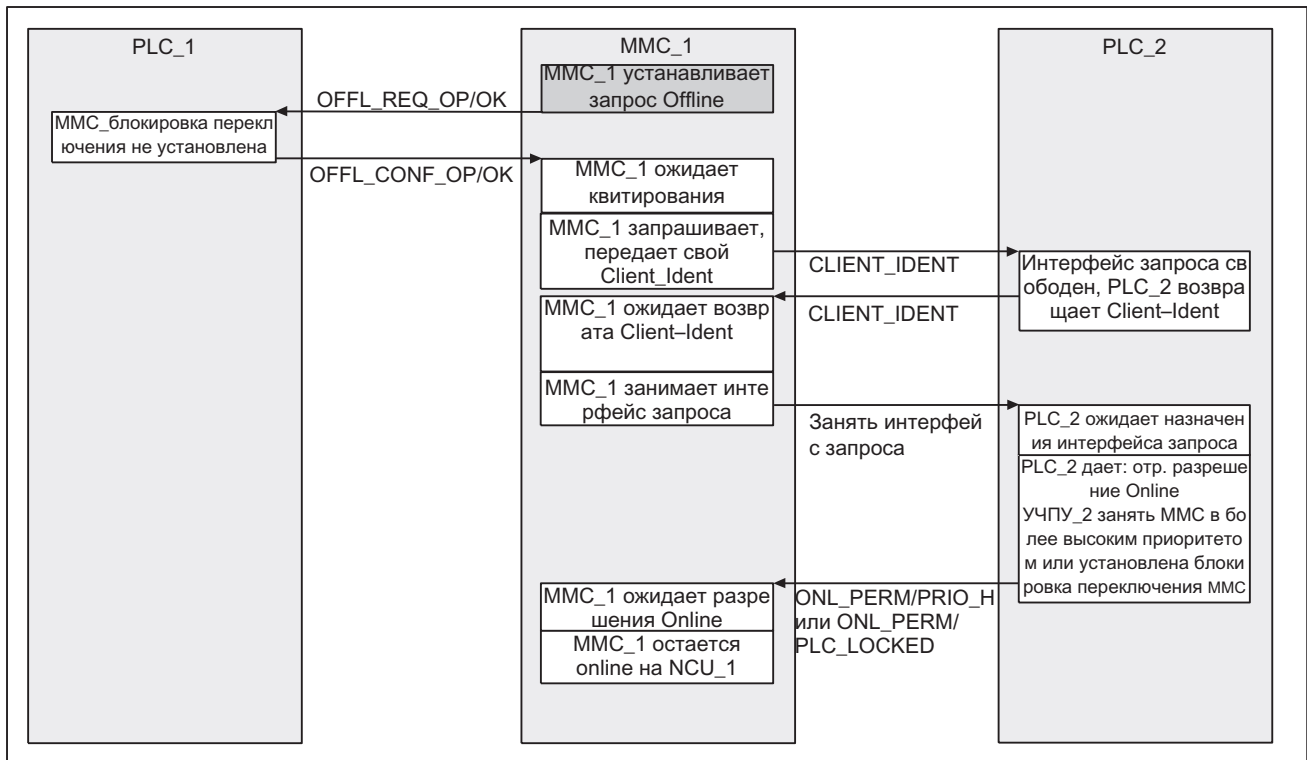 PLC_1
MMC_1
PLC_2
MMC_1 устанавливает
запрос Offline
OFFL_REQ_OP/OK
MMC_блокировка перекл
ючения не установлена
OFFL_CONF_OP/OK
MMC_1 ожидает
квитирования
MMC_1 запрашивает,
передает свой
Client_Ident
CLIENT_IDENT
Интерфейс запроса св
ободен, PLC_2 возвра
щает Client–Ident
CLIENT_IDENT
MMC_1 ожидает возвр
ата Client–Ident
MMC_1 занимает инте
рфейс запроса
Занять интерфей
с запроса
PLC_2 ожидает назначен
ия интерфейса запроса
PLC_2 дает: отр. разреше
ние Online
УЧПУ_2 занять MMC в бо
лее высоким приоритето
м или установлена блоки
ровка переключения MMC
ONL_PERM/PRIO_H
или ONL_PERM/
PLC_LOCKED
MMC_1 ожидает разре
шения Online
MMC_1 остается
online на NCU_1